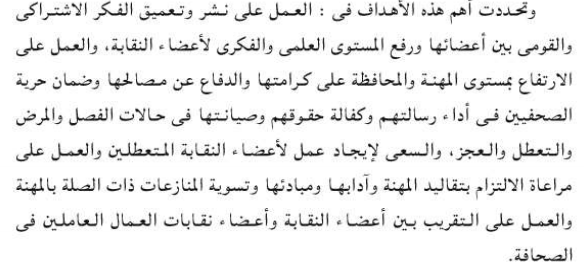 وتحددت أهم هذه الأهداف فى : العمل على نشر وتعميق الفكر الاشتراكى
والقومى بين أعضائها ورفع المستوى العلمى والفكرى لأعضاء النقابة، والعمل على
الارتفاع بمستوى المهنة والمحافظة على كرامتها والدفاع عن مصالحها وضمان حرية
الصحفيين فى أداء رسالتهم وكفالة حقوقهم وصيانتها فى حالات الفصل والمرض
والتعطل والعجز، والسعى لإيجاد عمل لأعضاء النقابة المتعطلين والعمل على
مراعاة الالتزام بتقاليد المهنة وآدابها ومبادئها وتسوية المنازعات ذات الصلة بالمهنة
والعمل على التقريب بين أعضاء النقابة وأعضاء نقابات العمال العاملين فى
الصحافة.